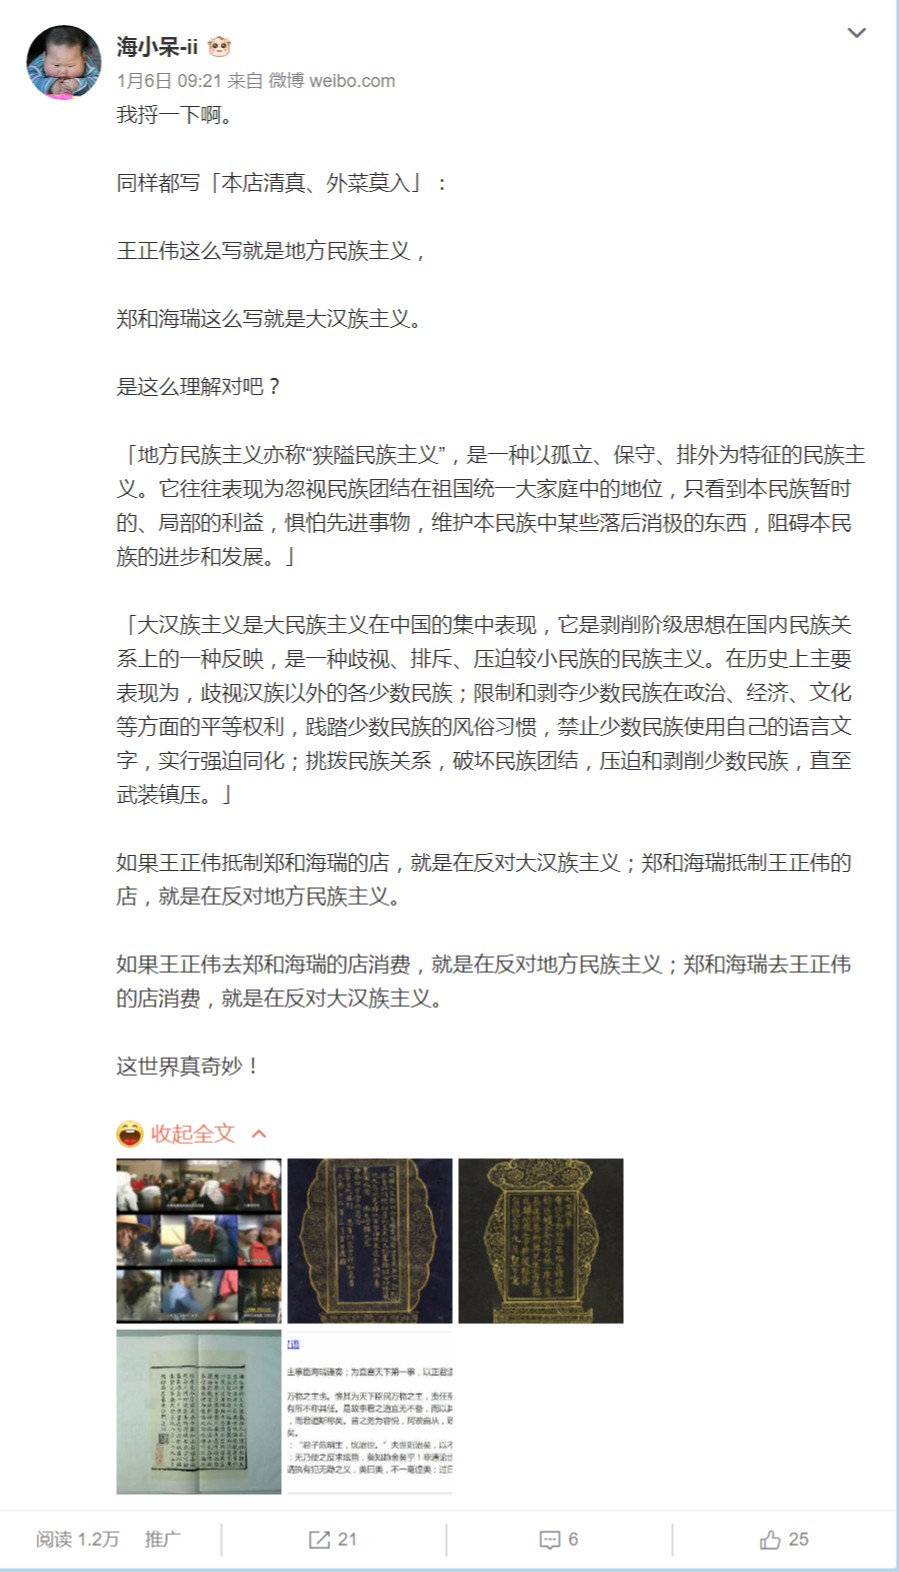 海小呆-ii
1月6日 09:21 来自 微博 weibo.com
我捋一下啊。
同样都写「本店清真、外菜莫入」：
王正伟这么写就是地方民族主义，
郑和海瑞这么写就是大汉族主义。
是这么理解对吧？
「地方民族主义亦称“狭隘民族主义”，是一种以孤立、保守、排外为特征的民族主
义。它往往表现为忽视民族团结在祖国统一大家庭中的地位，只看到本民族暂时
的、局部的利益，惧怕先进事物，维护本民族中某些落后消极的东西，阻碍本民
族的进步和发展。」
「大汉族主义是大民族主义在中国的集中表现，它是剥削阶级思想在国内民族关
系上的一种反映，是一种歧视、排斥、压迫较小民族的民族主义。在历史上主要
表现为，歧视汉族以外的各少数民族；限制和剥夺少数民族在政治、经济、文化
等方面的平等权利，践踏少数民族的风俗习惯，禁止少数民族使用自己的语言文
字，实行强迫同化；挑拨民族关系，破坏民族团结，压迫和剥削少数民族，直至
武装镇压。」
如果王正伟抵制郑和海瑞的店，就是在反对大汉族主义；郑和海瑞抵制王正伟的
店，就是在反对地方民族主义。
如果王正伟去郑和海瑞的店消费，就是在反对地方民族主义；郑和海瑞去王正伟
的店消费，就是在反对大汉族主义。
这世界真奇妙！
收起全文
阅读 1.2万 推广 21 6 25